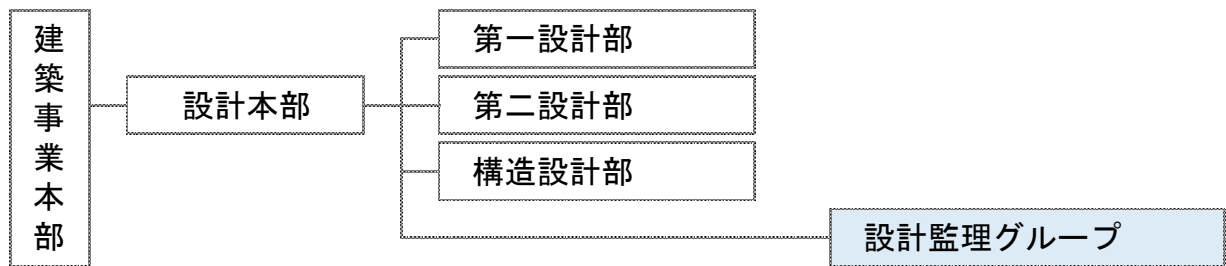 建築事業本部
設計本部
第一設計部
第二設計部
構造設計部
設計監理グループ